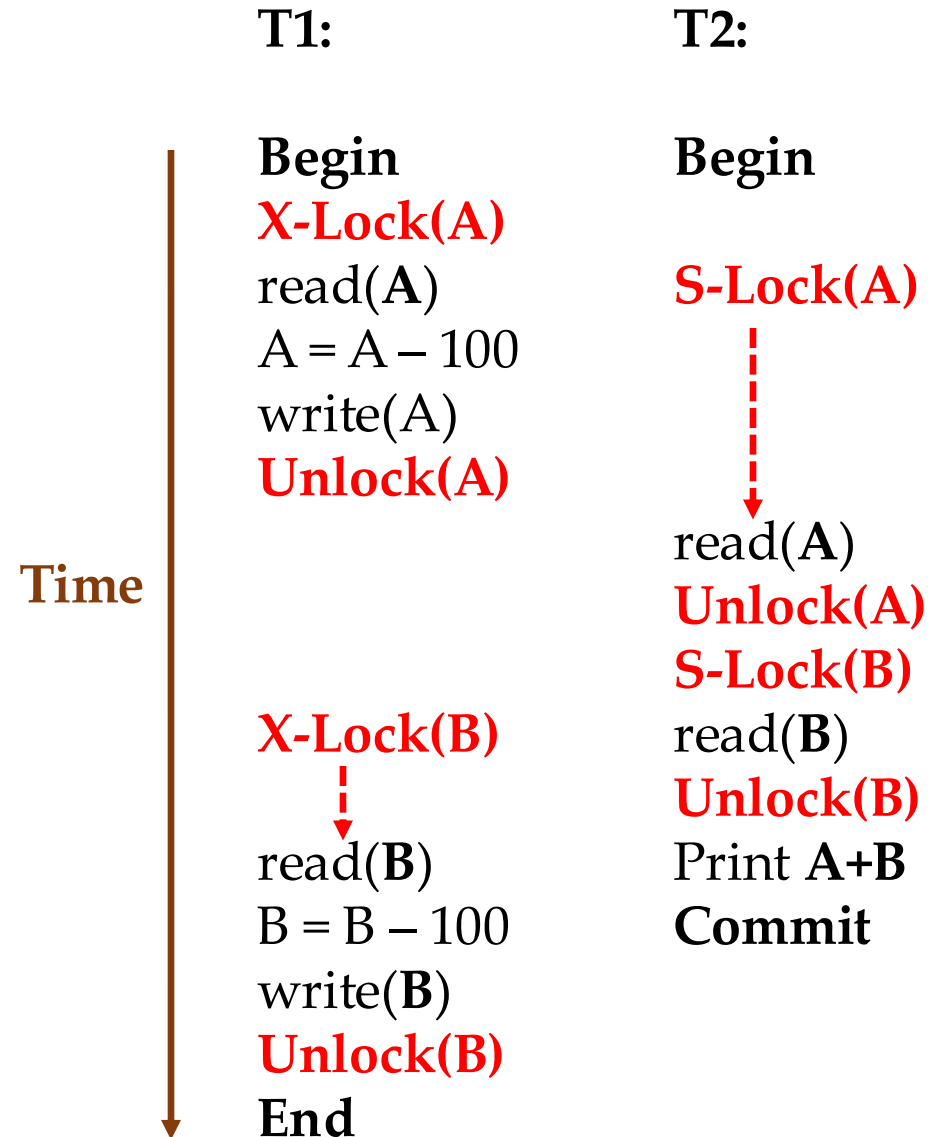 T1:
Begin
X-Lock(A)
read(A)
A = A – 100
write(A)
Unlock(A)
X-Lock(B)
read(B)
B = B – 100
write(B)
Unlock(B)
End
T2:
Begin
S-Lock(A)
read(A)
Unlock(A)
S-Lock(B)
read(B)
Unlock(B)
Print A+B
Commit
Time